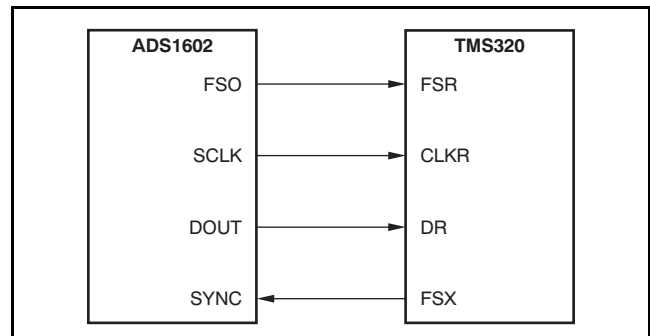 ADS1602 TMS320
FSO FSR
SCLK CLKR
DOUT DR
SYNC FSX